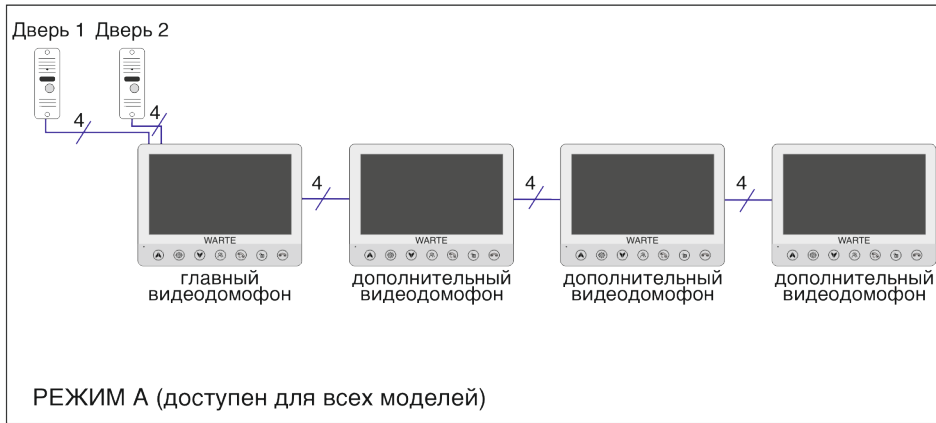 Дверь 1 Дверь 2
4
4
4
4
4
WARTE
WARTE
WARTE
WARTE
главный
видеодомофон
дополнительный
видеодомофон
дополнительный
видеодомофон
дополнительный
видеодомофон
РЕЖИМ А (доступен для всех моделей)